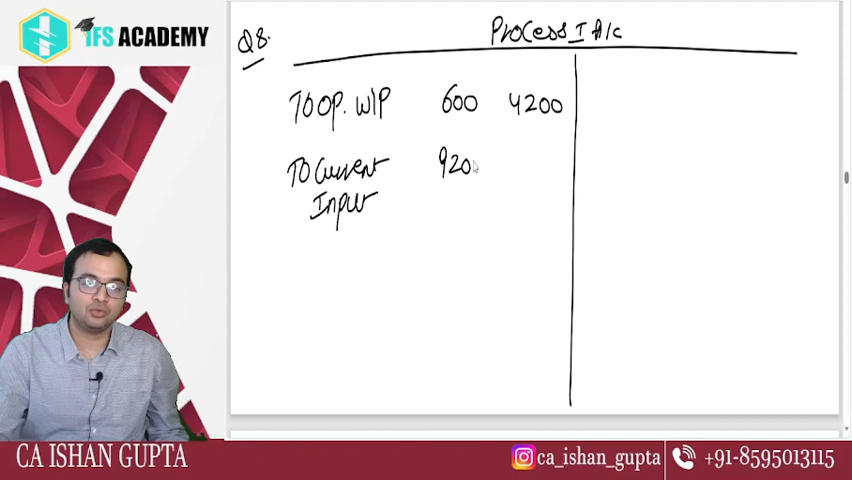 IFS ACADEMY
Q8.
Process I A/c
TO OP. WIP 600 4200
TO Current 920
Input
CA ISHAN GUPTA
ca_ishan_gupta
+91-8595013115